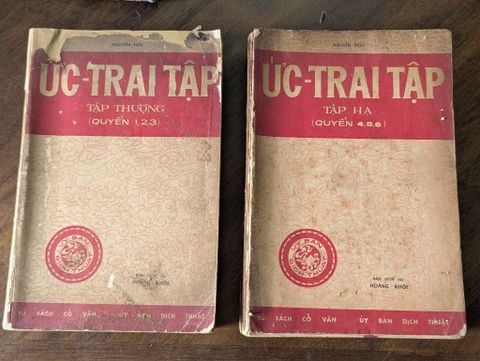 NGUYỄN TRÃI
ỨC-TRAI TẬP
TẬP THƯỢNG
(QUYỂN 1,2,3)
HOÀNG KHÔI
TỦ SÁCH CỔ VĂN ỦY BAN DỊCH THUẬT
NGUYỄN TRÃI
ỨC-TRAI TẬP
TẬP HẠ
(QUYỂN 4,5,6)
BẢN DỊCH của
HOÀNG KHÔI
TỦ SÁCH CỔ VĂN ỦY BAN DỊCH THUẬT